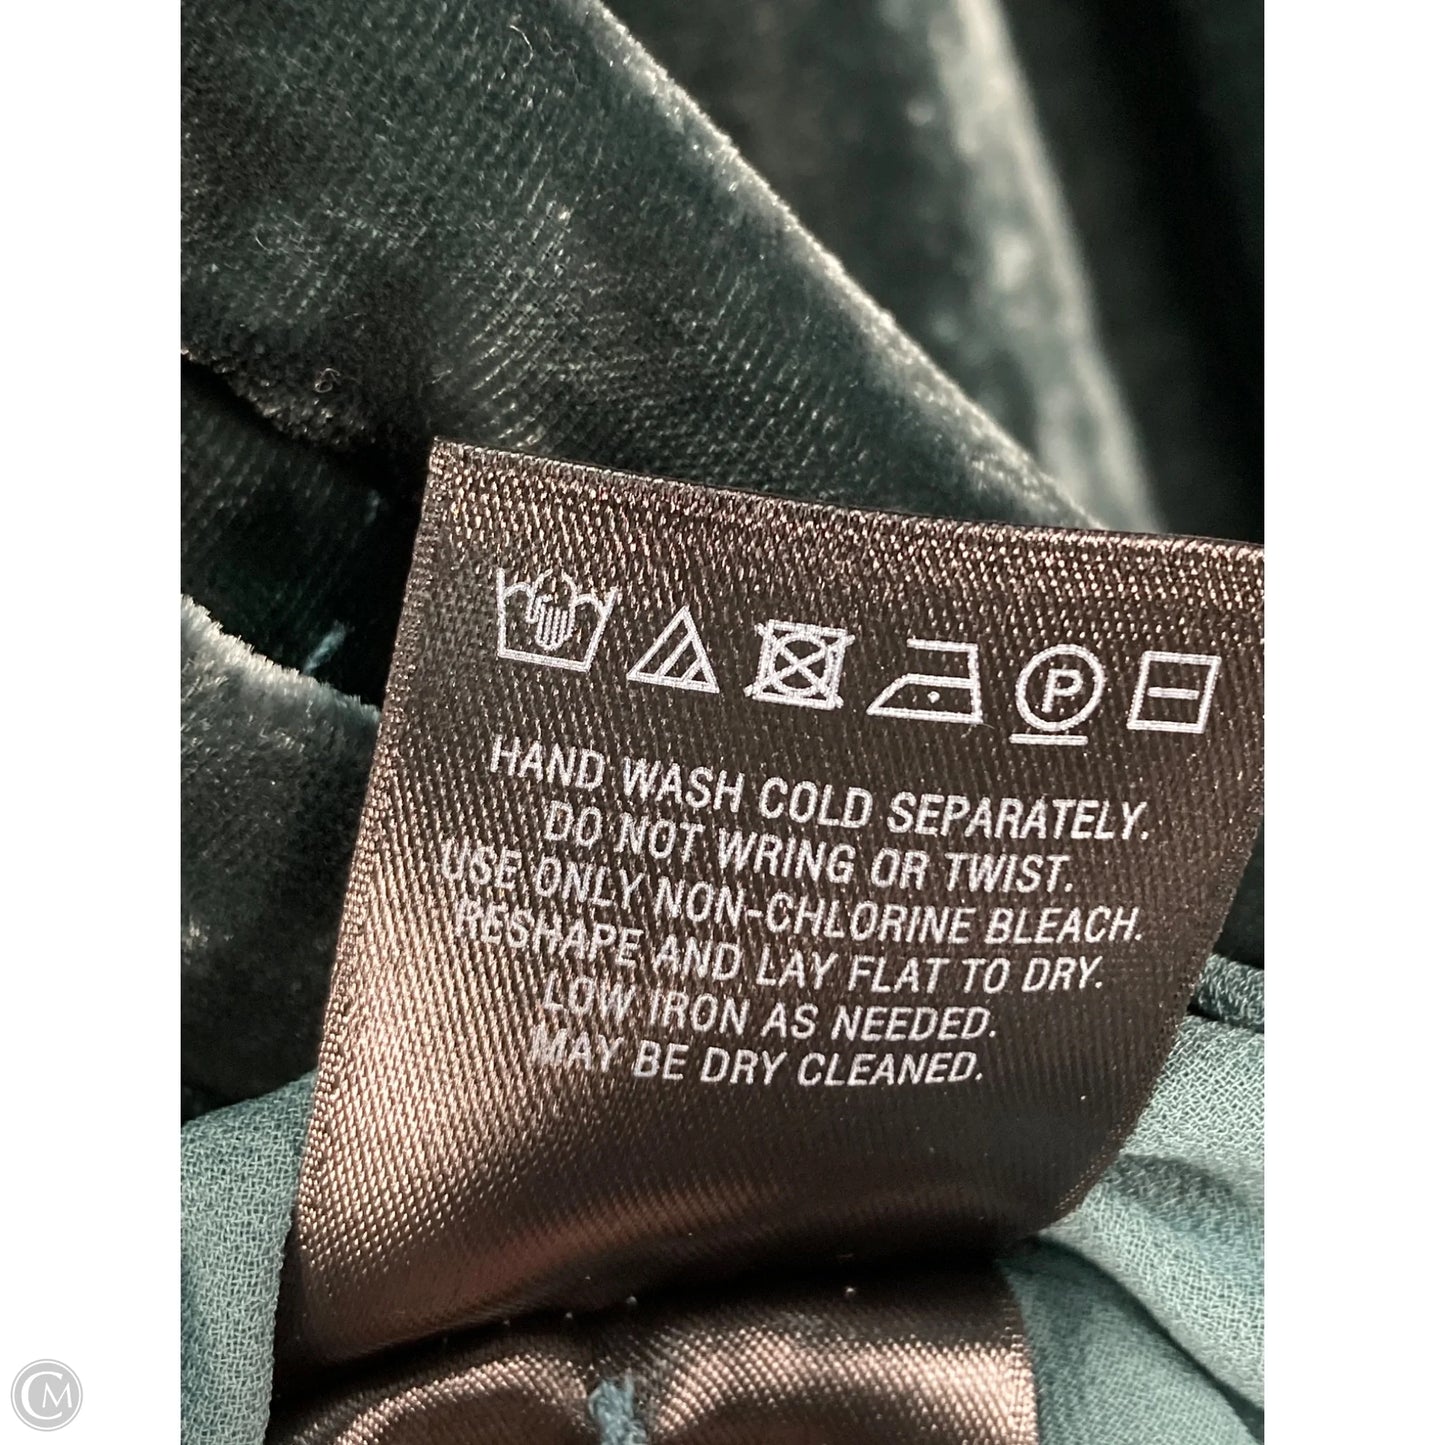 P
HAND WASH COLD SEPARATELY.
DO NOT WRING OR TWIST.
USE ONLY NON-CHLORINE BLEACH.
RESHAPE AND LAY FLAT TO DRY.
LOW IRON AS NEEDED.
MAY BE DRY CLEANED.
CM